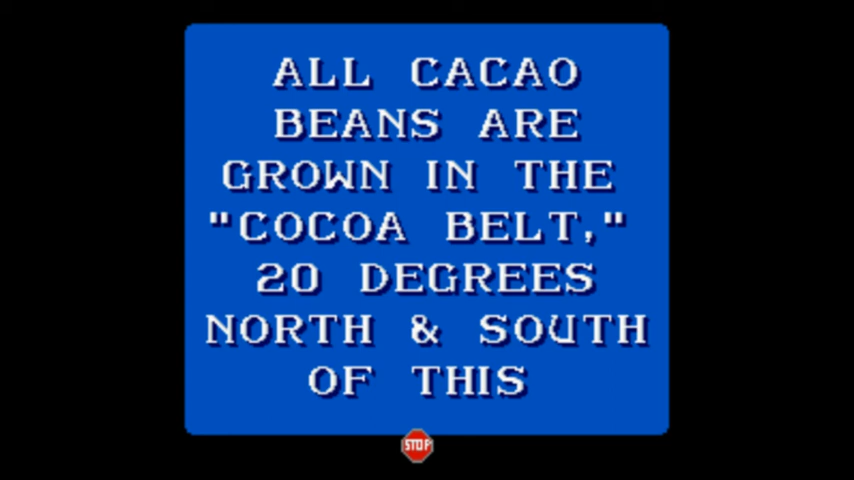 ALL CACAO
BEANS ARE
GROWN IN THE
"COCOA BELT,"
20 DEGREES
NORTH & SOUTH
OF THIS
STOP